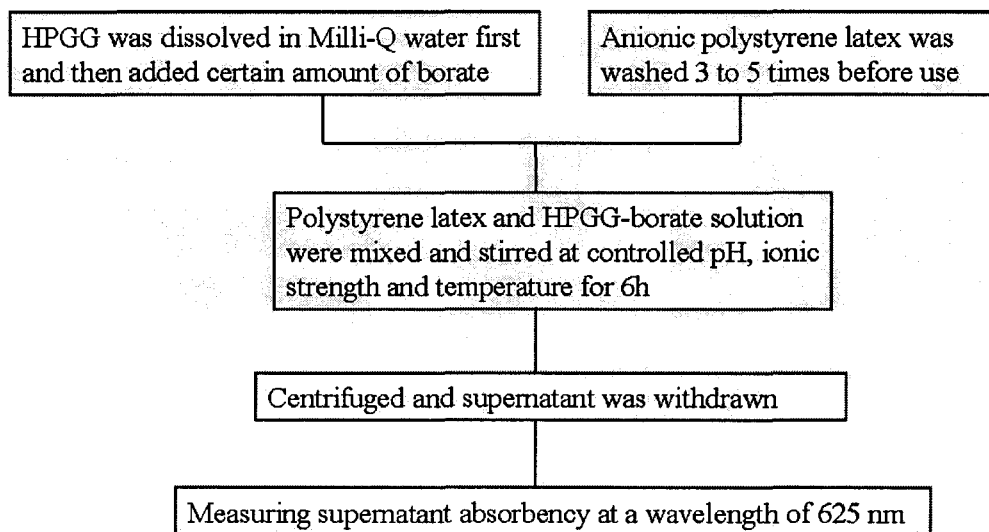 HPGG was dissolved in Milli-Q water first
and then added certain amount of borate
Anionic polystyrene latex was
washed 3 to 5 times before use
Polystyrene latex and HPGG-borate solution
were mixed and stirred at controlled pH, ionic
strength and temperature for 6h
Centrifuged and supernatant was withdrawn
Measuring supernatant absorbency at a wavelength of 625 nm